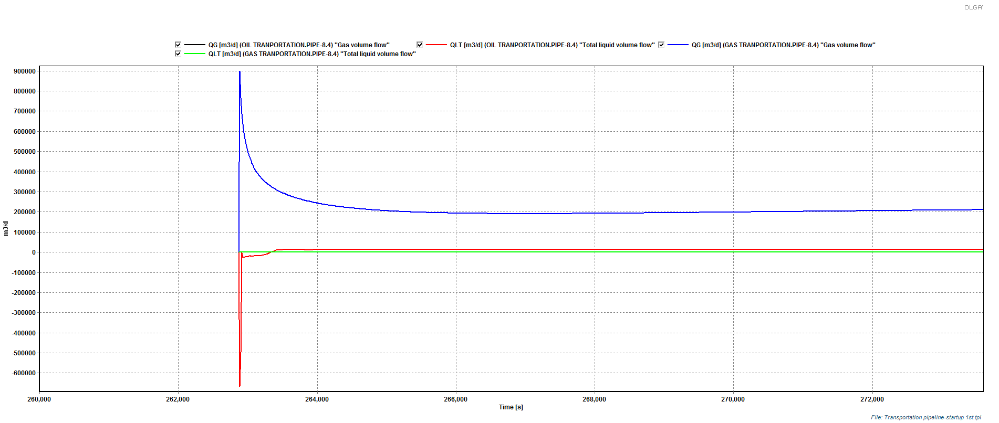 OLGA
QG [m3/d] (OIL TRANPORTATION.PIPE-8.4) "Gas volume flow" QLT [m3/d] (OIL TRANPORTATION.PIPE-8.4) "Total liquid volume flow" QG [m3/d] (GAS TRANPORTATION.PIPE-8.4) "Gas volume flow"
QLT [m3/d] (GAS TRANPORTATION.PIPE-8.4) "Total liquid volume flow"
900000
800000
700000
600000
500000
400000
300000
200000
100000
0
-100000
-200000
-300000
-400000
-500000
-600000
m3/d
260,000 262,000 264,000 266,000 268,000 270,000 272,000
Time [s]
File: Transportation pipeline-startup 1st.tpl